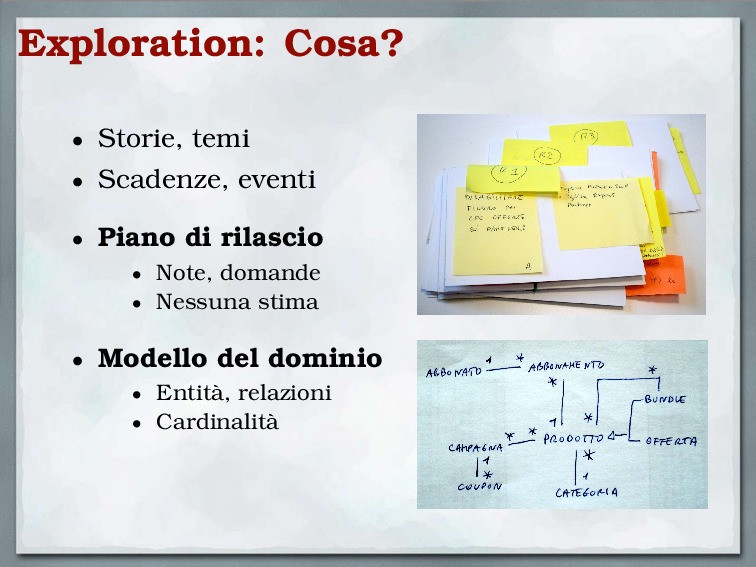 Exploration: Cosa?
• Storie, temi
• Scadenze, eventi
• Piano di rilascio
• Note, domande
• Nessuna stima
• Modello del dominio
• Entità, relazioni
• Cardinalità
R3
R2
R1
A
ABBONATO 1 * ABBONAMENTO
*
*
BUNDLE
1
*
CAMPAGNA * * PRODOTTO
OFFERTA
1
*
*
1
COUPON
CATEGORIA